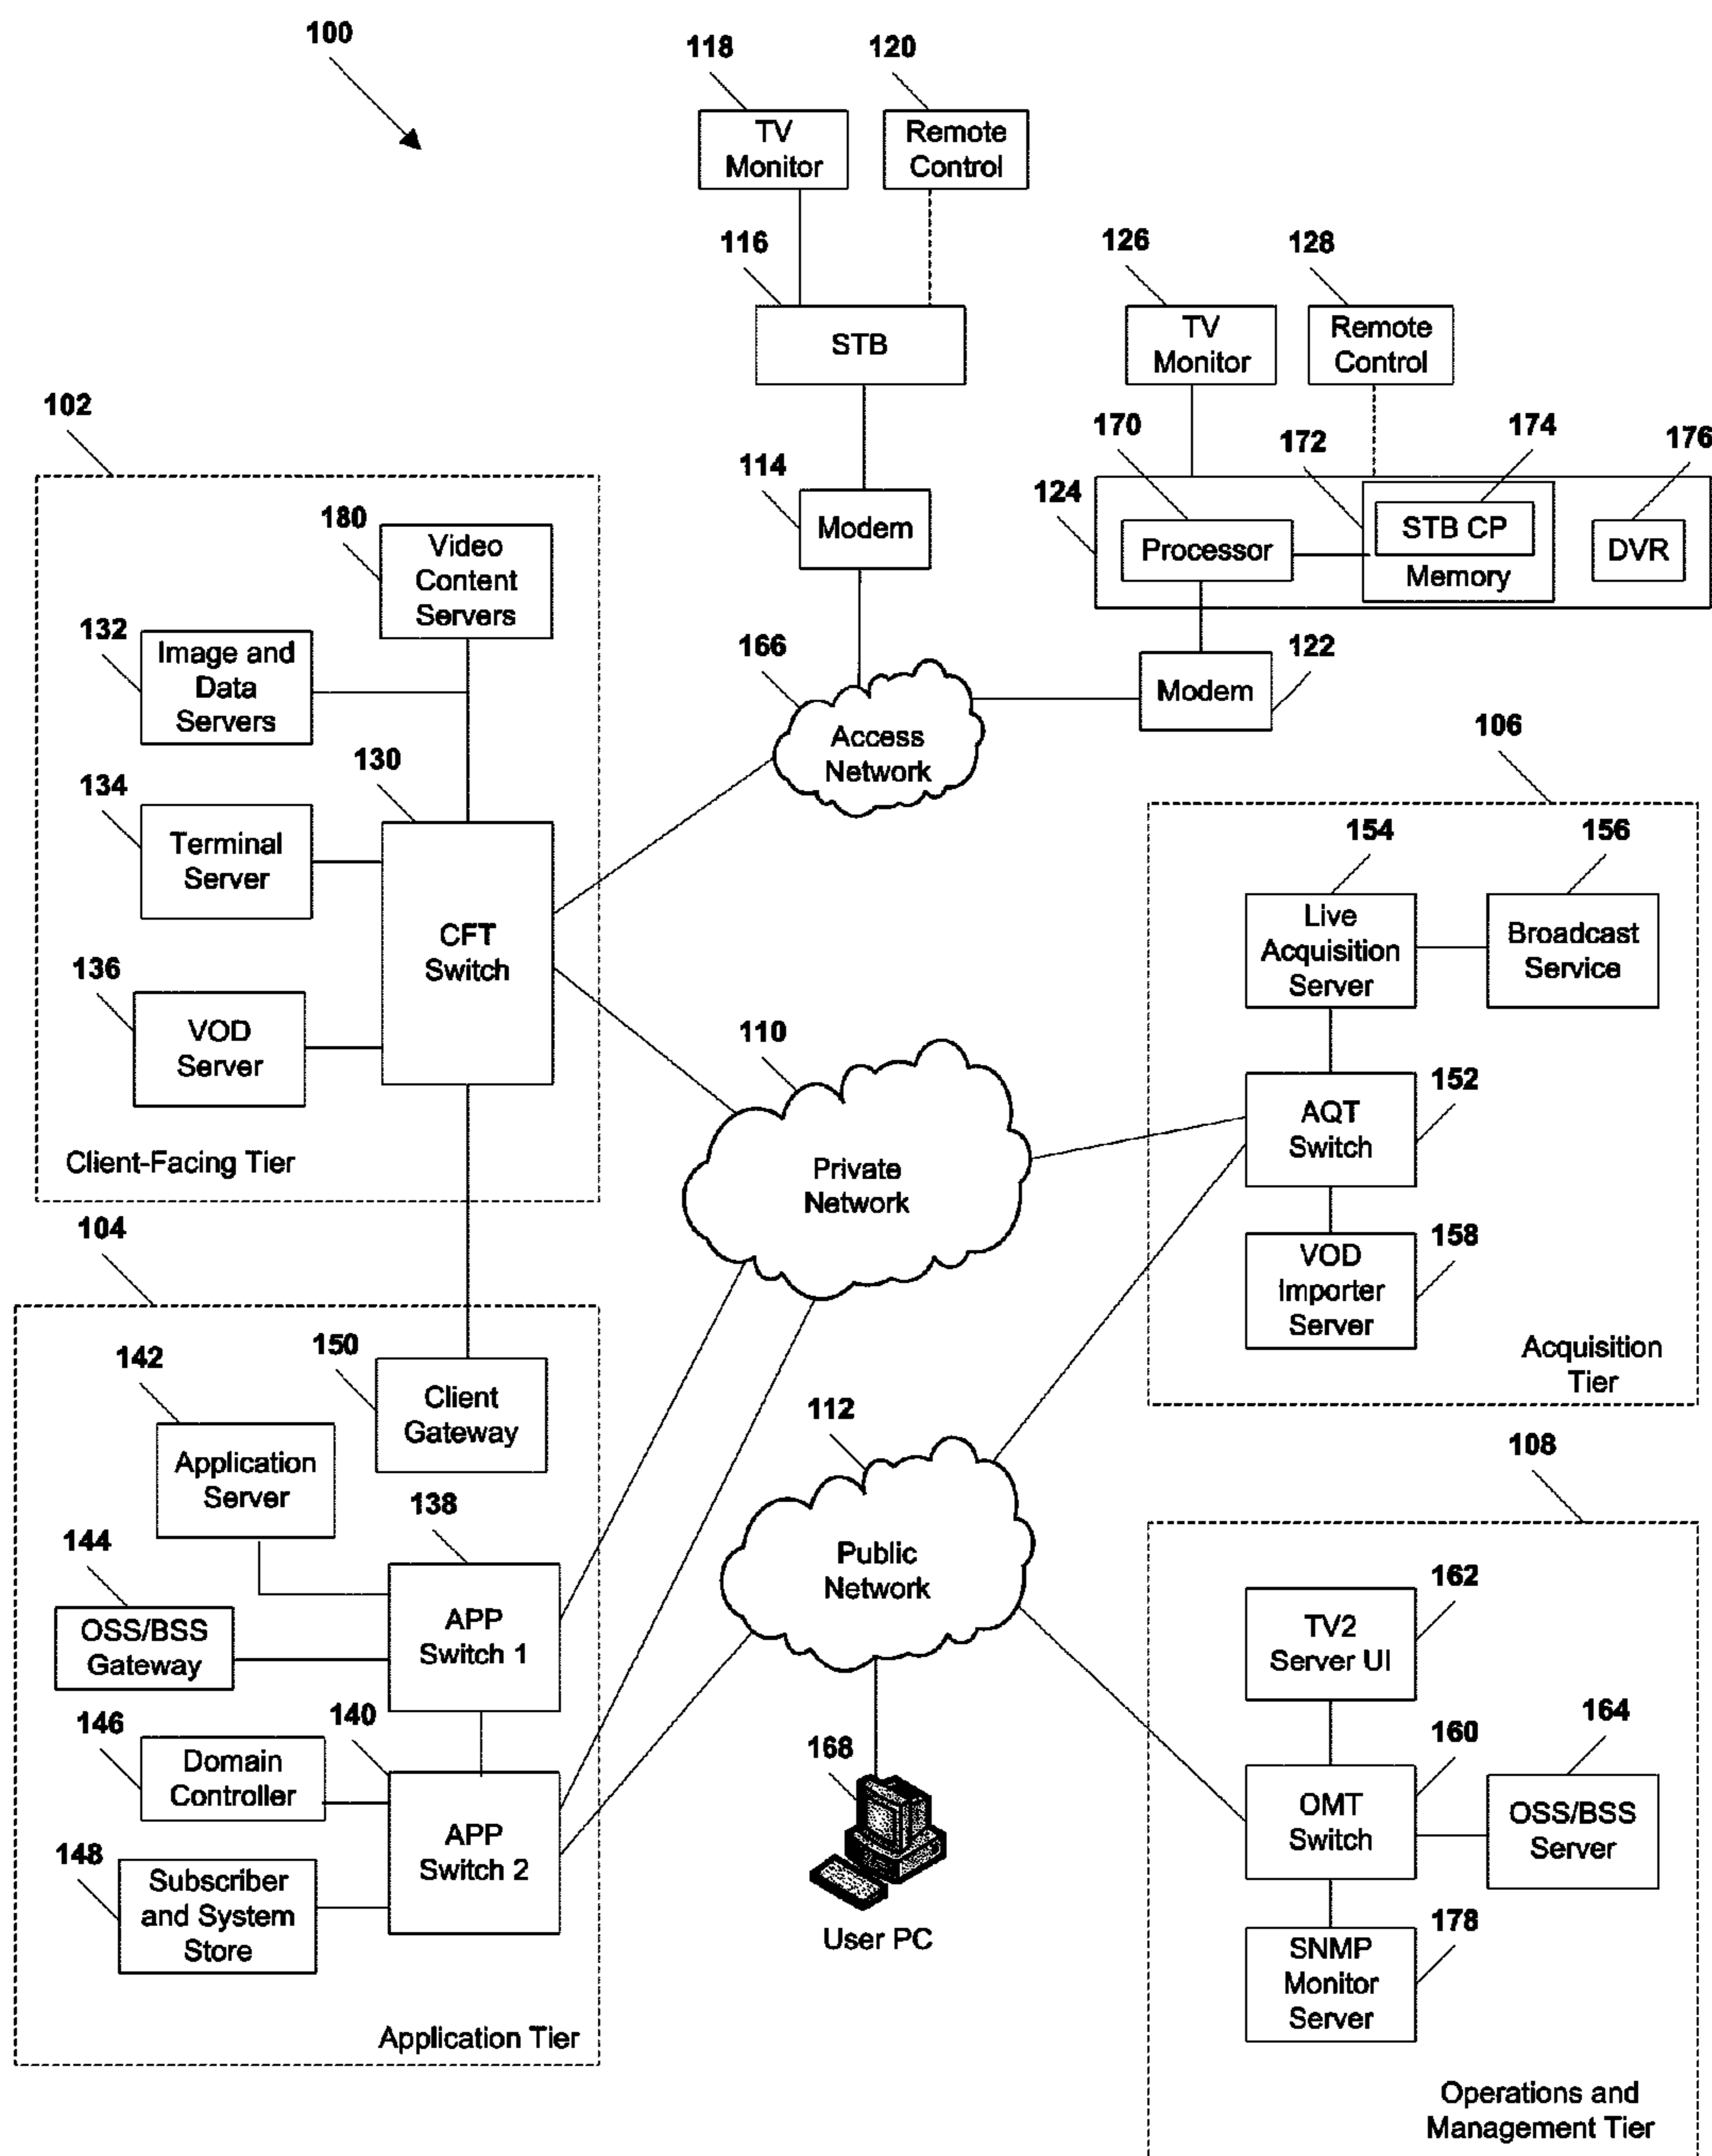 100
118
120
TV
Monitor
Remote
Control
116
126
128
STB
TV
Monitor
Remote
Control
102
170
172
174
176
114
124
180
Modem
Processor
STB CP
Memory
DVR
Video
Content
Servers
132
Image and
Data
Servers
166
122
Modem
130
Access
Network
106
134
Terminal
Server
154
156
CFT
Switch
Live
Acquisition
Server
Broadcast
Service
136
VOD
Server
110
152
AQT
Switch
Client-Facing Tier
Private
Network
104
158
VOD
Importer
Server
142
150
Acquisition
Tier
Client
Gateway
112
108
Application
Server
138
144
Public
Network
162
OSS/BSS
Gateway
APP
Switch 1
TV2
Server UI
146
140
168
160
164
Domain
Controller
OMT
Switch
OSS/BSS
Server
148
APP
Switch 2
Subscriber
and System
Store
User PC
178
SNMP
Monitor
Server
Application Tier
Operations and
Management Tier